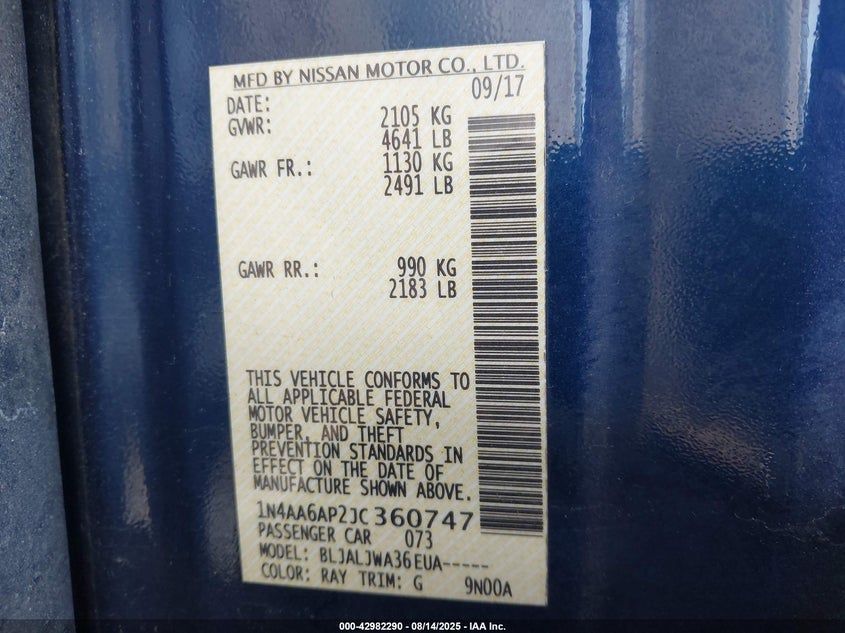 MFD BY NISSAN MOTOR CO., LTD.
DATE: 09/17
GVWR: 2105 KG
4641 LB
GAWR FR.: 1130 KG
2491 LB
GAWR RR.: 990 KG
2183 LB
THIS VEHICLE CONFORMS TO
ALL APPLICABLE FEDERAL
MOTOR VEHICLE SAFETY,
BUMPER, AND THEFT
PREVENTION STANDARDS IN
EFFECT ON THE DATE OF
MANUFACTURE SHOWN ABOVE.
1N4AA6AP2JC360747
PASSENGER CAR 073
MODEL: BLJALJWA36EUA-----
COLOR: RAY TRIM: G 9N00A
000-42982290 - 08/14/2025 - IAA Inc.